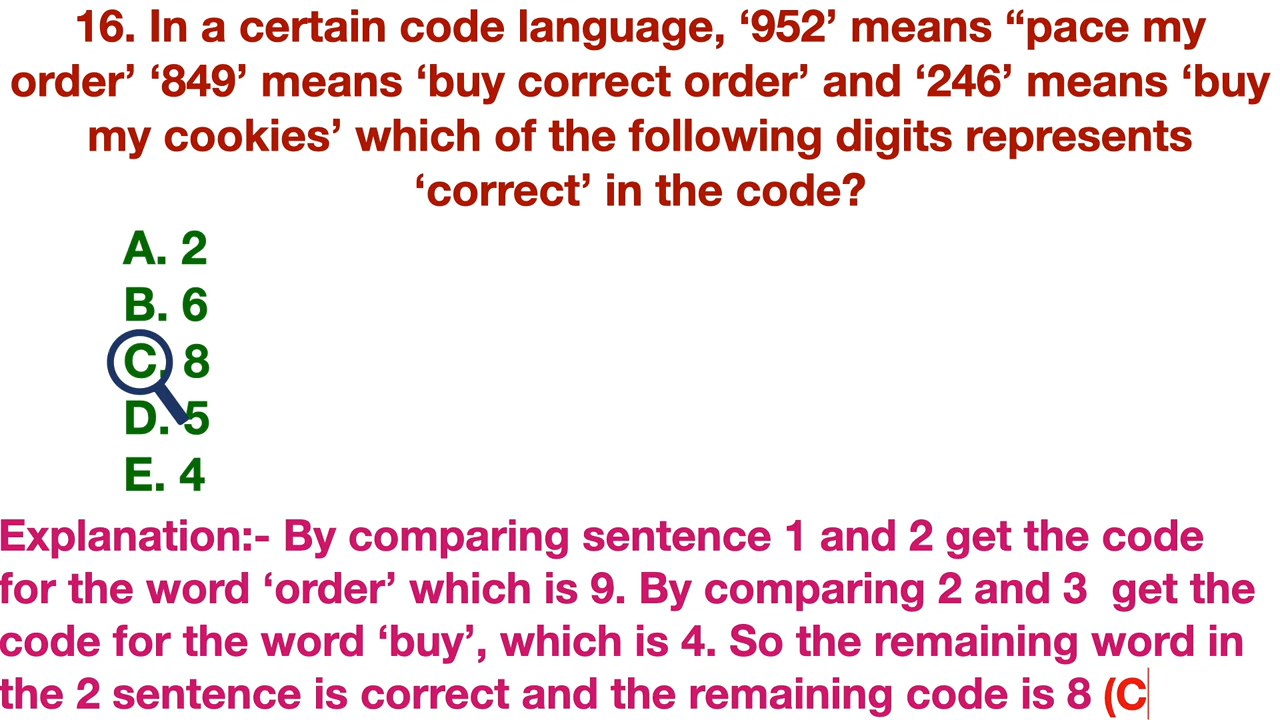 16. In a certain code language, ‘952’ means “pace my
order’ ‘849’ means ‘buy correct order’ and ‘246’ means ‘buy
my cookies’ which of the following digits represents
‘correct’ in the code?
A. 2
B. 6
C. 8
D. 5
E. 4
Explanation:- By comparing sentence 1 and 2 get the code
for the word ‘order’ which is 9. By comparing 2 and 3 get the
code for the word ‘buy’, which is 4. So the remaining word in
the 2 sentence is correct and the remaining code is 8 (C